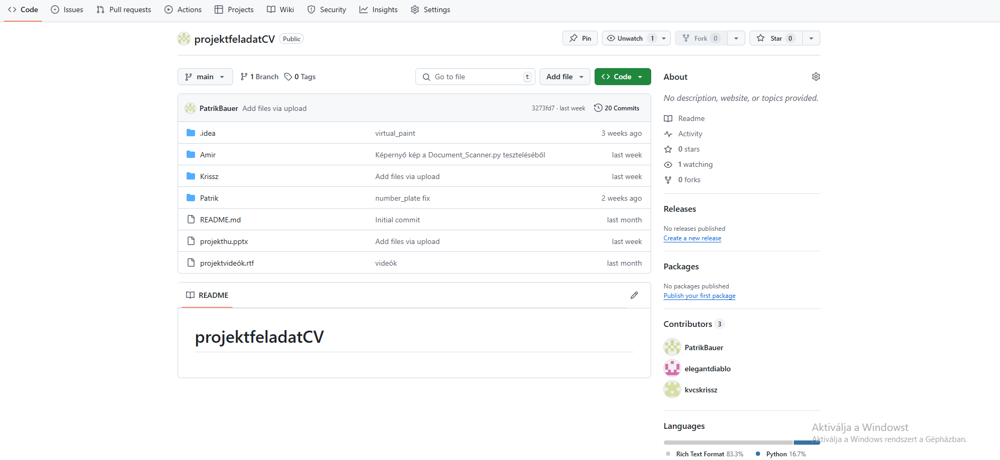 Code Issues Pull requests Actions Projects Wiki Security Insights Settings
projektfeladatCV Public
Pin Unwatch 1 Fork 0 Star 0
main 1 Branch 0 Tags Go to file t Add file Code
PatrikBauer Add files via upload 3273fd7 · last week 20 Commits
.idea virtual_paint 3 weeks ago
Amir Képernyő kép a Document_Scanner.py teszteléséből last week
Krissz Add files via upload last week
Patrik number_plate fix 2 weeks ago
README.md Initial commit last month
projekthu.pptx Add files via upload last week
projektvideók.rtf videók last month
README
projektfeladatCV
About
No description, website, or topics provided.
Readme
Activity
0 stars
1 watching
0 forks
Releases
No releases published
Create a new release
Packages
No packages published
Publish your first package
Contributors 3
PatrikBauer
elegantdiablo
kvcskrissz
Languages
Rich Text Format 83.3% Python 16.7%
Aktiválja a Windowst
Aktiválja a Windows rendszert a Gépházban.